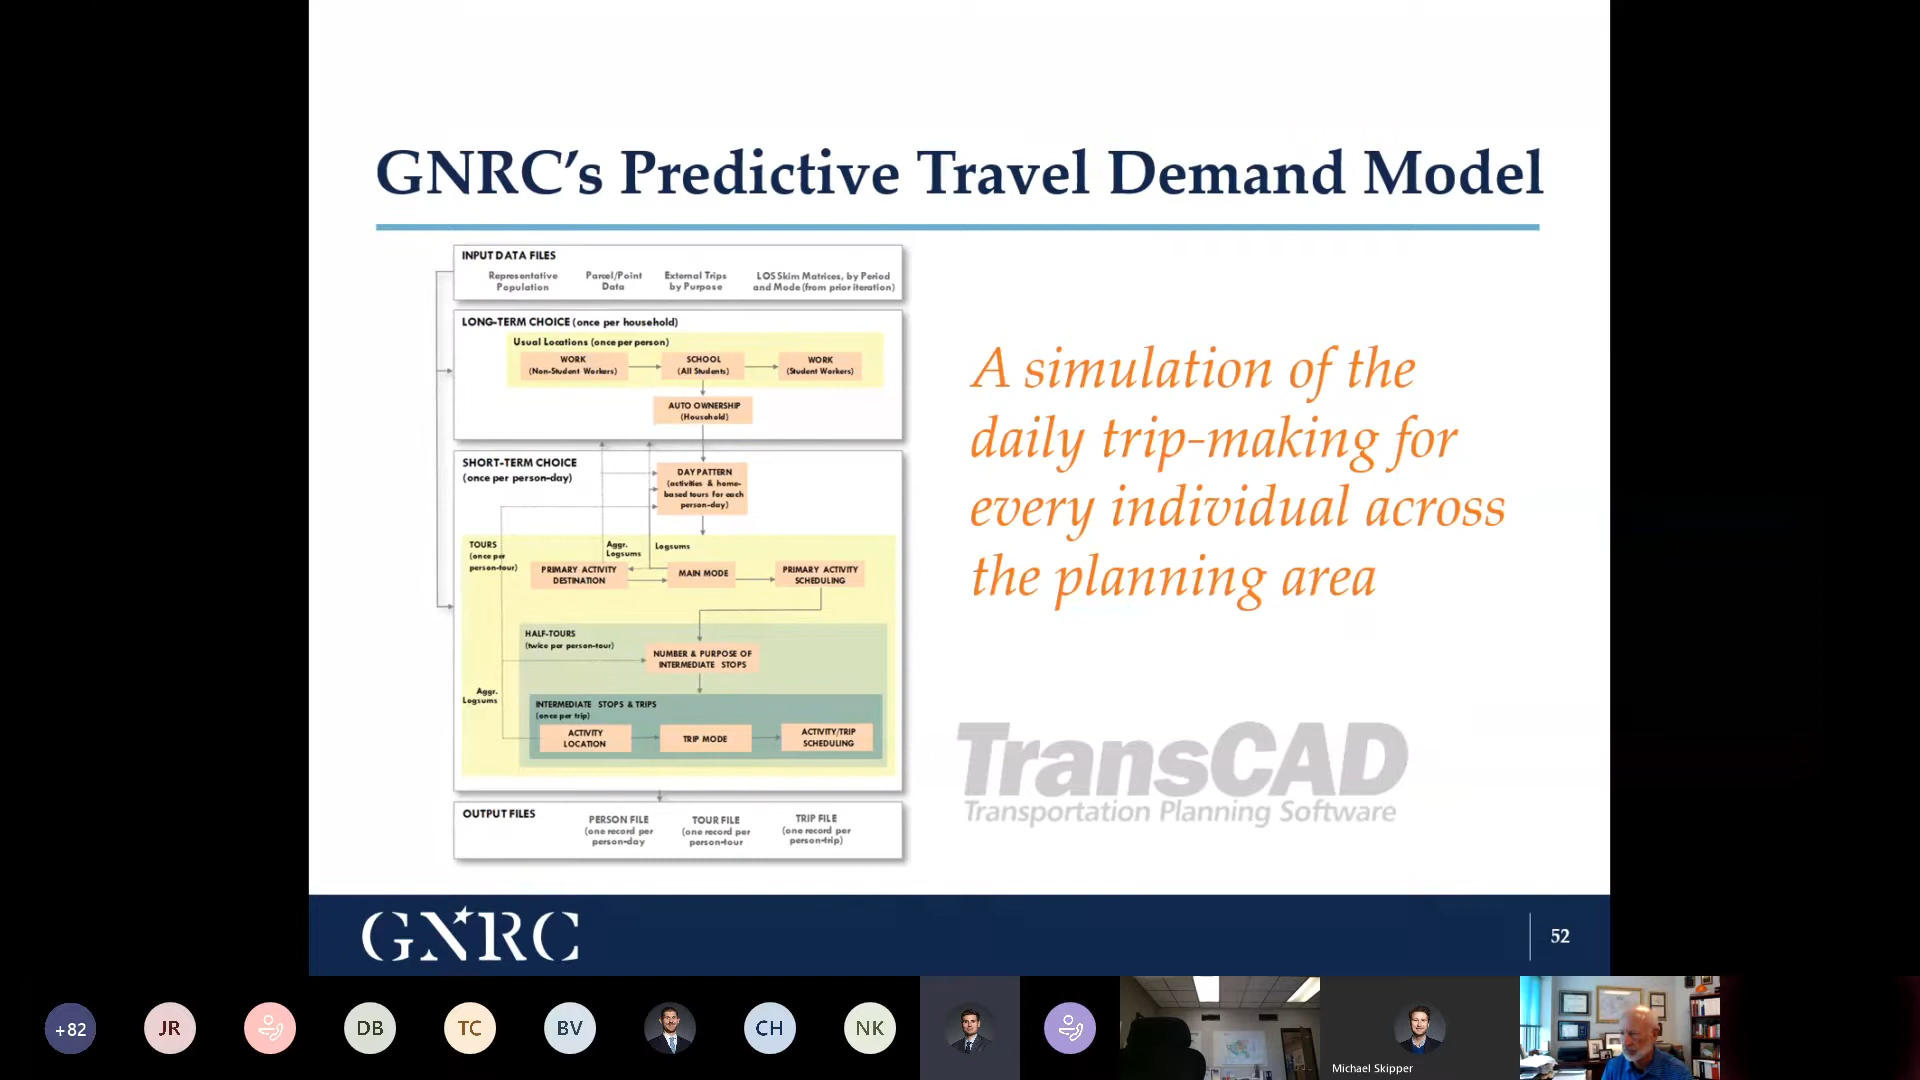 GNRC's Predictive Travel Demand Model
INPUT DATA FILES
Representative
Population
Parcel/Point
Data
External Trips
by Purpose
LOS Skim Matrices, by Period
and Mode (from prior iteration)
LONG-TERM CHOICE (once per household)
Usual Locations (once per person)
WORK
(Non-Student Workers)
SCHOOL
(All Students)
WORK
(Student Workers)
AUTO OWNERSHIP
(Household)
SHORT-TERM CHOICE
(once per person-day)
DAY PATTERN
(activities & home-
based tours for each
person-day)
TOURS
(once per
person-tour)
Aggr.
Logsums
Logsums
PRIMARY ACTIVITY
DESTINATION
MAIN MODE
PRIMARY ACTIVITY
SCHEDULING
HALF-TOURS
(twice per person-tour)
NUMBER & PURPOSE OF
INTERMEDIATE STOPS
Aggr.
Logsums
INTERMEDIATE STOPS & TRIPS
(once per trip)
ACTIVITY
LOCATION
TRIP MODE
ACTIVITY/TRIP
SCHEDULING
OUTPUT FILES
PERSON FILE
(one record per
person-day
TOUR FILE
(one record per
person-tour
TRIP FILE
(one record per
person-trip)
A simulation of the
daily trip-making for
every individual across
the planning area
TransCAD
Transportation Planning Software
GNRC
52
+82
JR
DB
TC
BV
CH
NK
Michael Skipper